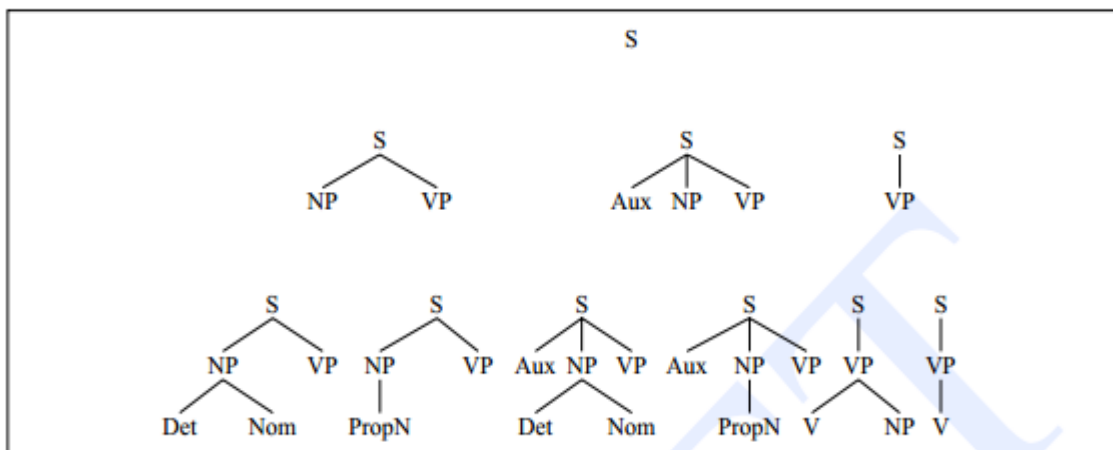 S
S S S
NP VP Aux NP VP VP
S S S S S S
NP VP NP VP Aux NP VP Aux NP VP VP VP
Det Nom PropN Det Nom PropN V NP V